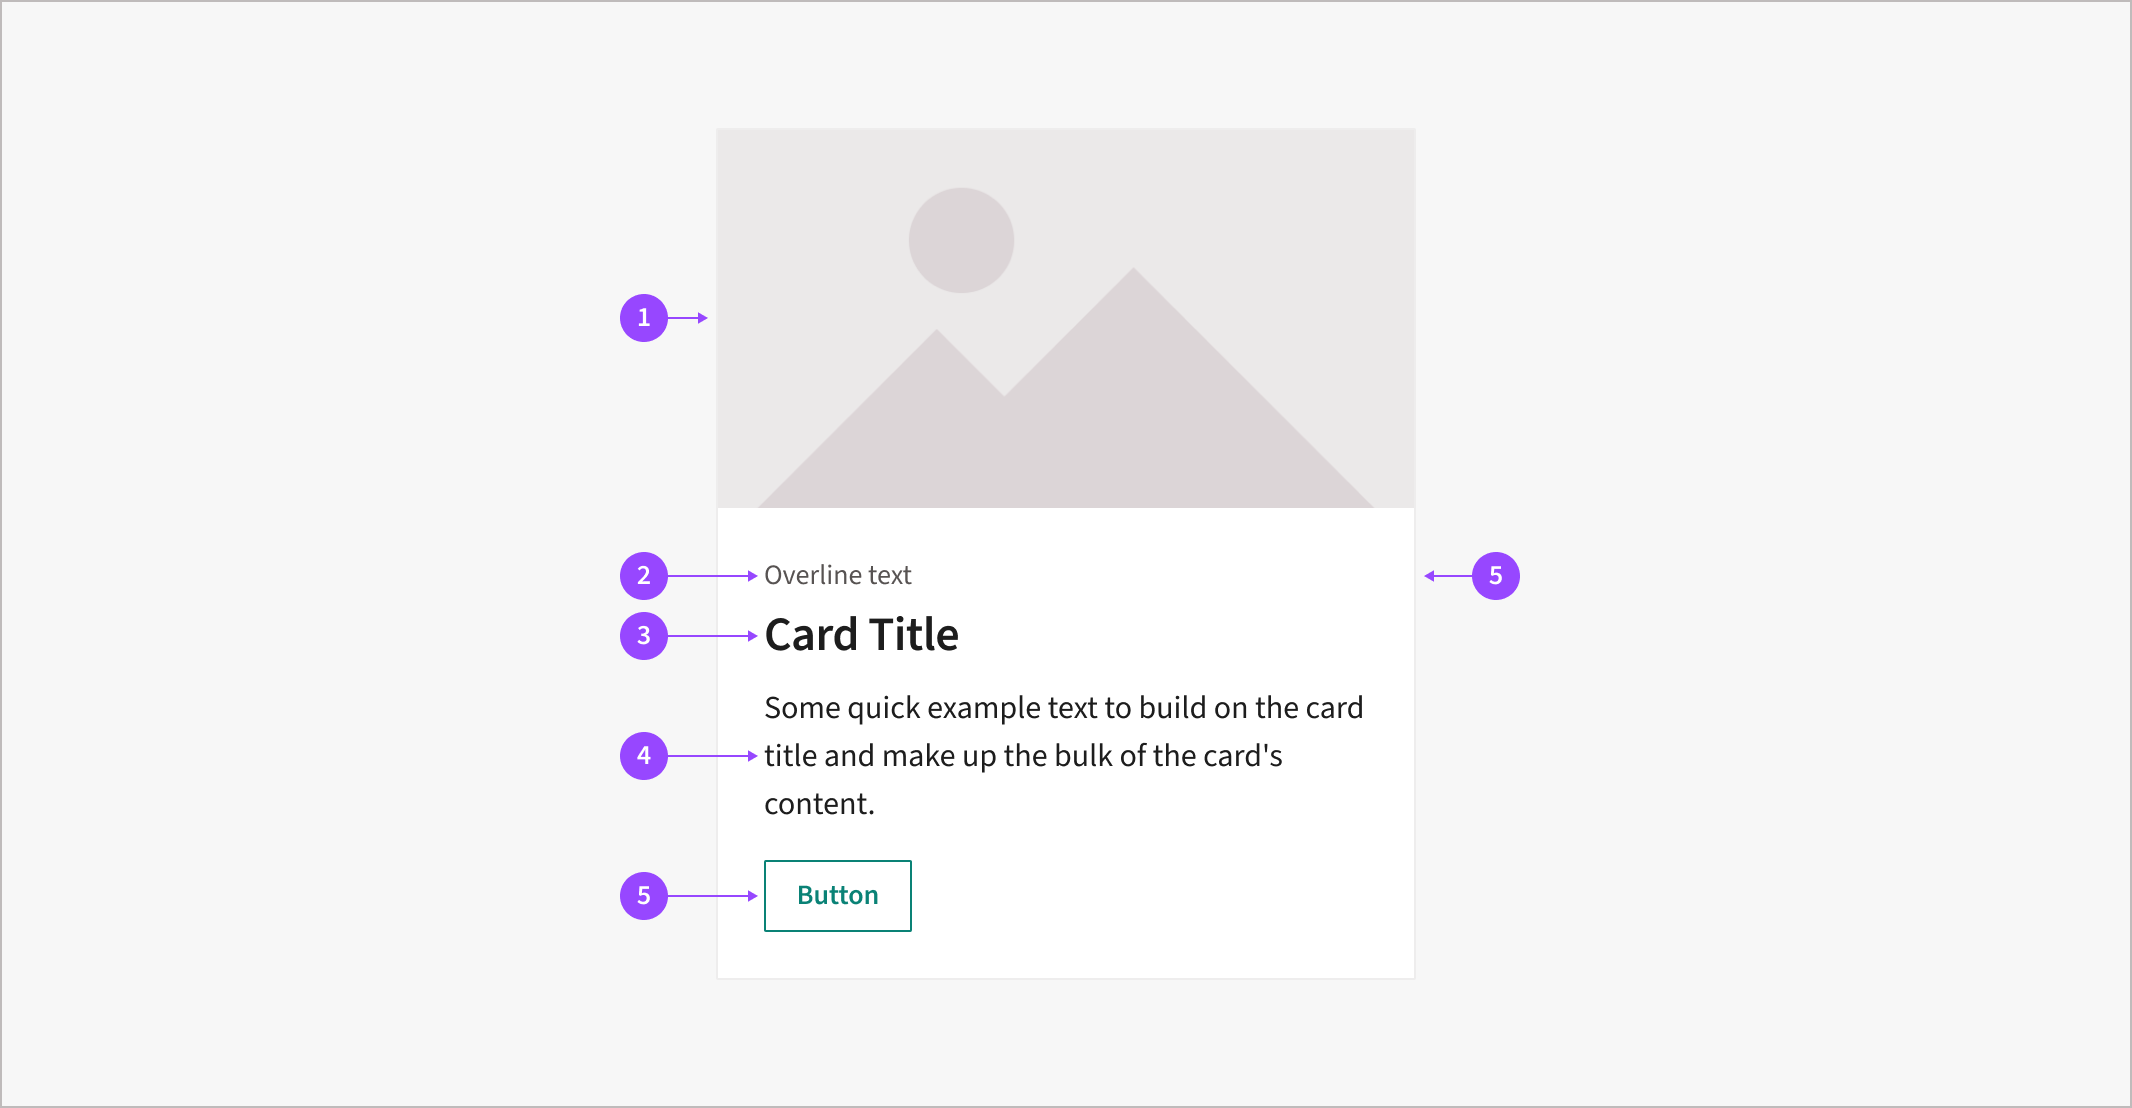 1
2
Overline text
5
3
Card Title
Some quick example text to build on the card
4
title and make up the bulk of the card's
content.
5
Button